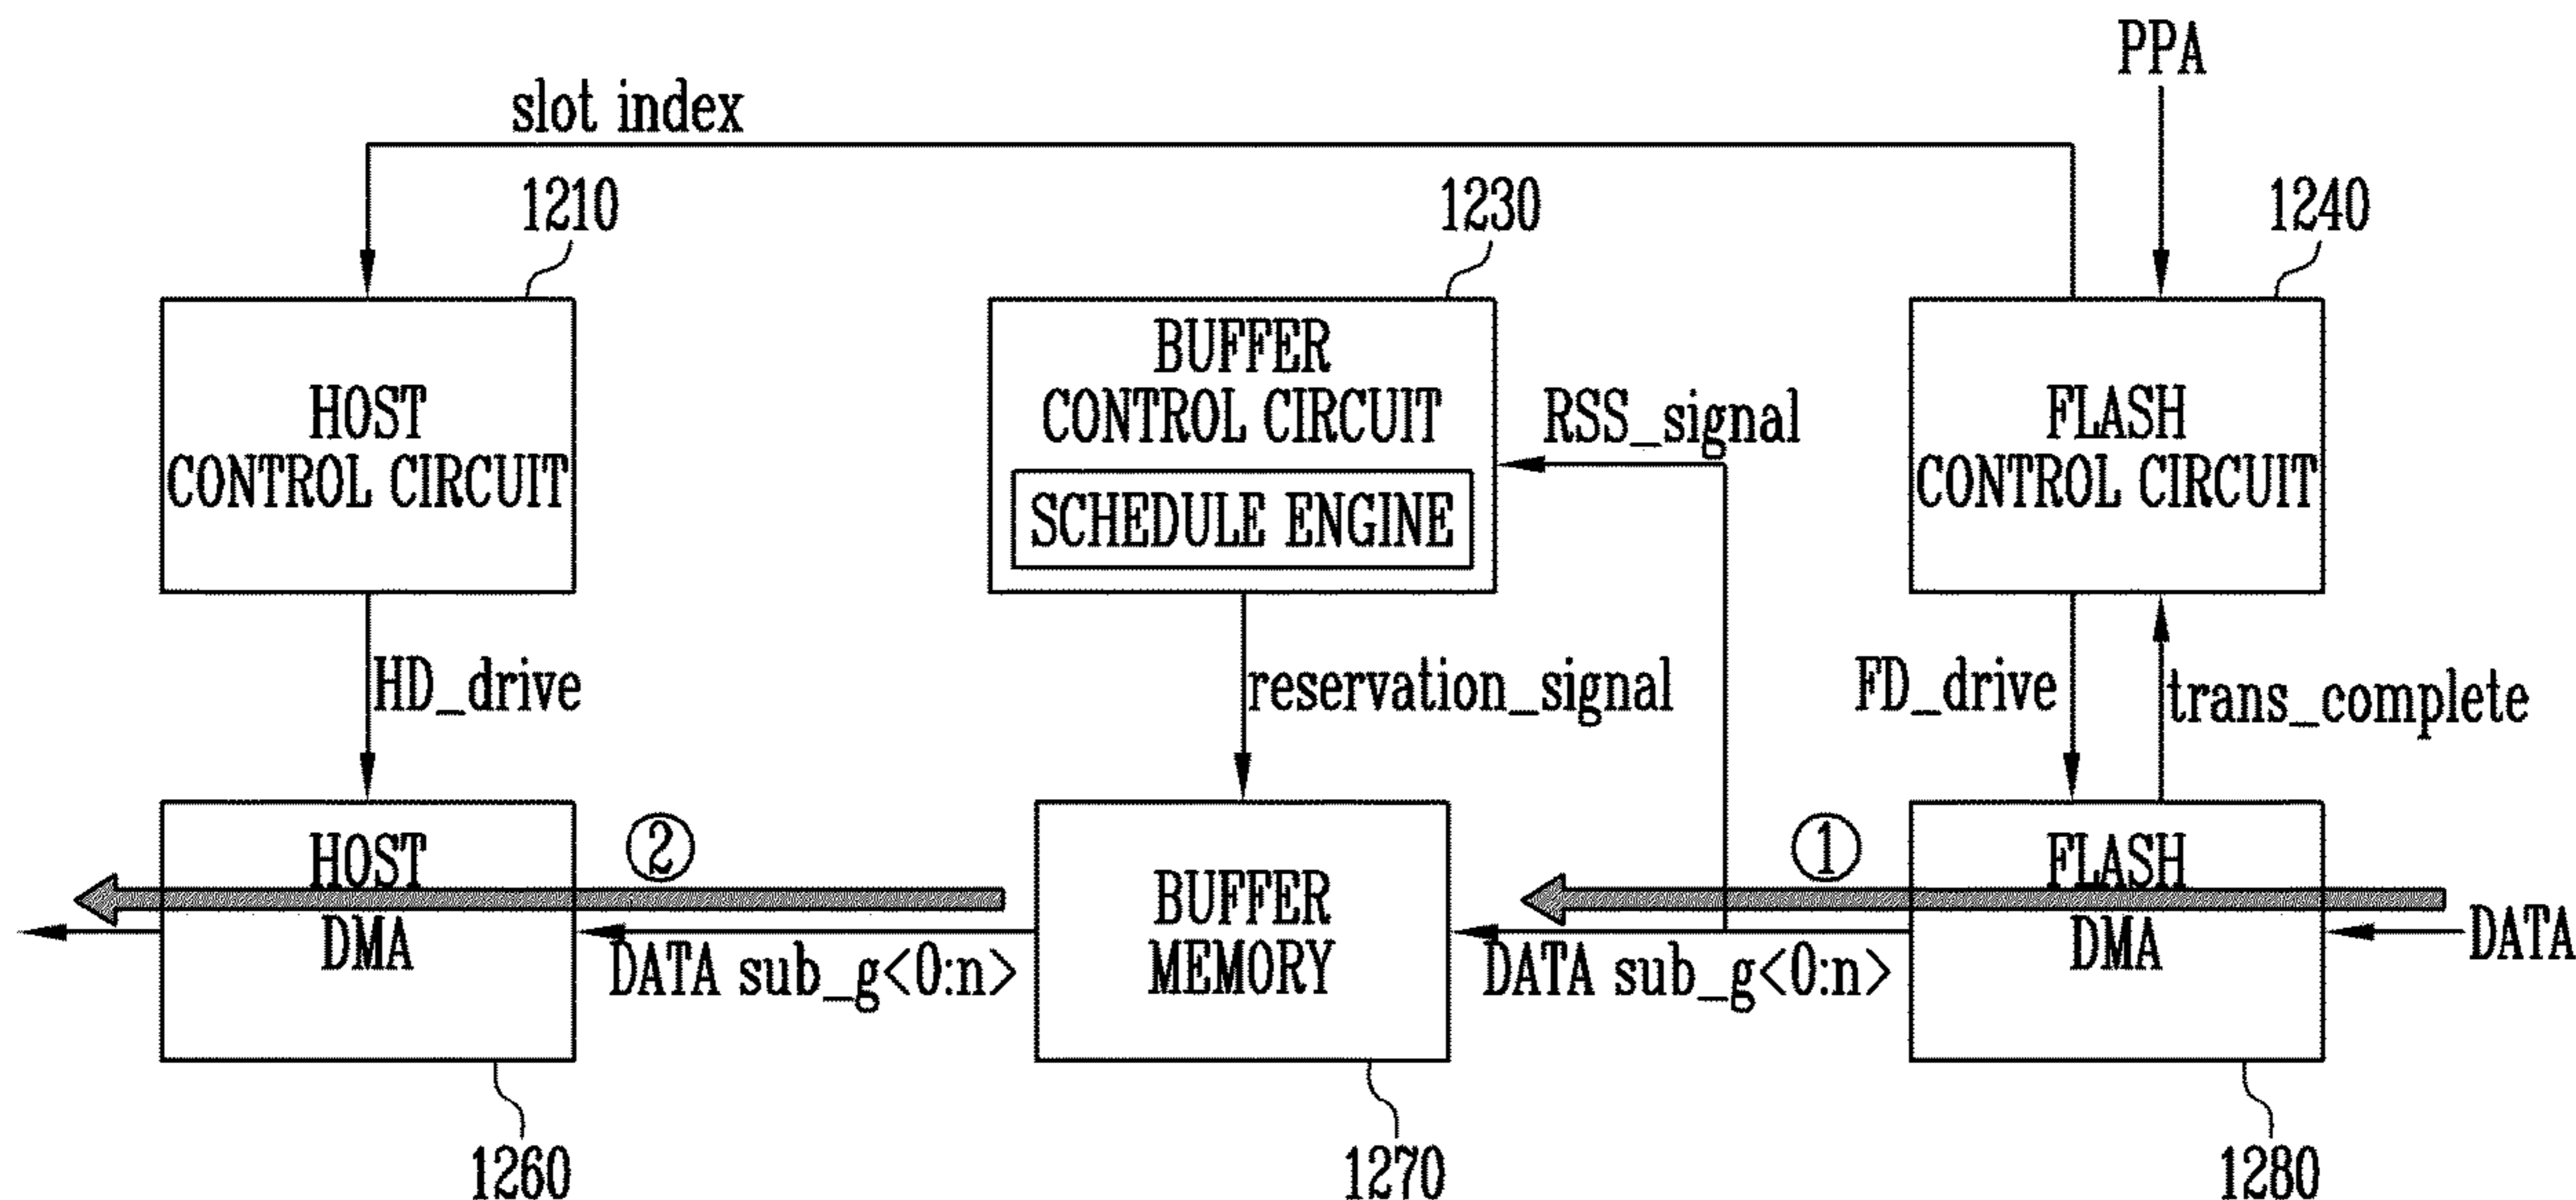 PPA
slot index
1210
1230
1240
HOST
CONTROL CIRCUIT
BUFFER
CONTROL CIRCUIT
SCHEDULE ENGINE
RSS_signal
FLASH
CONTROL CIRCUIT
HD_drive
reservation_signal
FD_drive
trans_complete
HOST
DMA
②
DATA sub_g<0:n>
BUFFER
MEMORY
①
DATA sub_g<0:n>
FLASH
DMA
DATA
1260
1270
1280